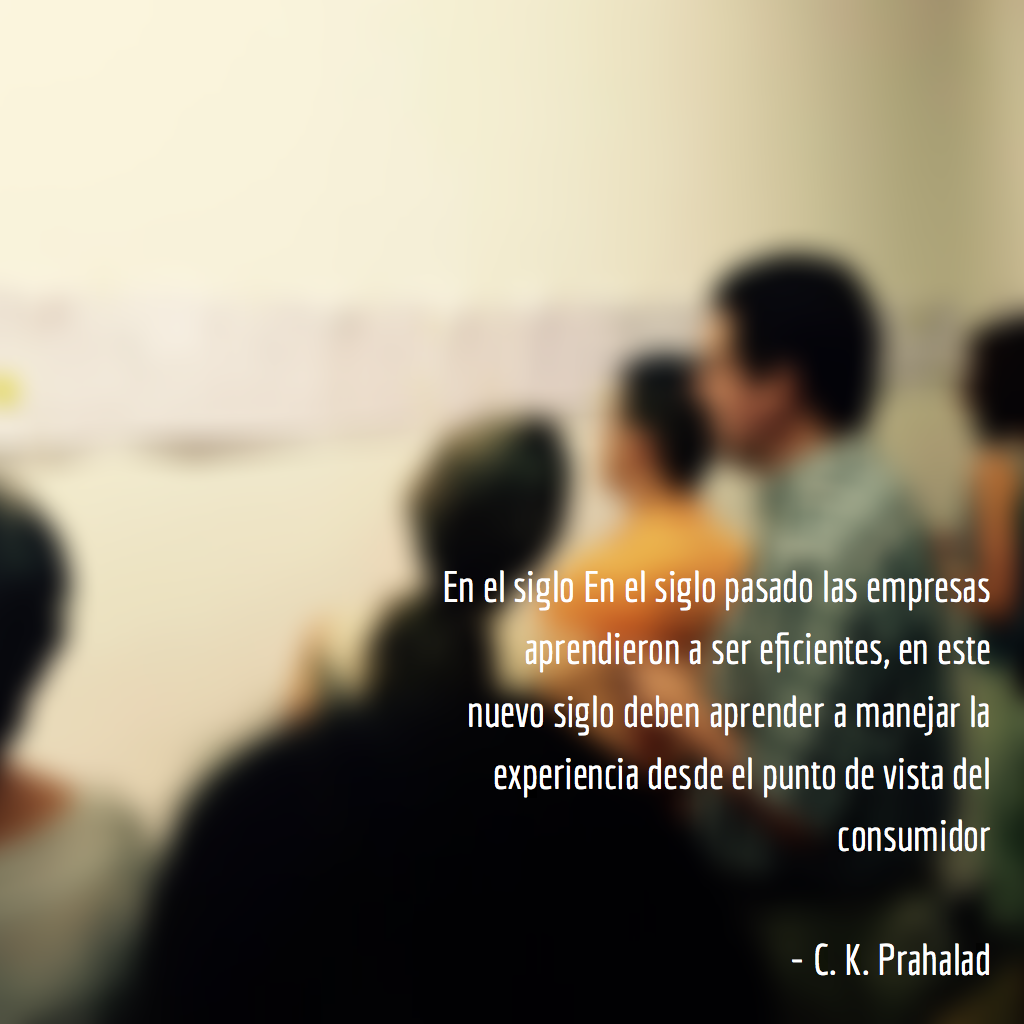 En el siglo En el siglo pasado las empresas
aprendieron a ser eficientes, en este
nuevo siglo deben aprender a manejar la
experiencia desde el punto de vista del
consumidor
- C. K. Prahalad